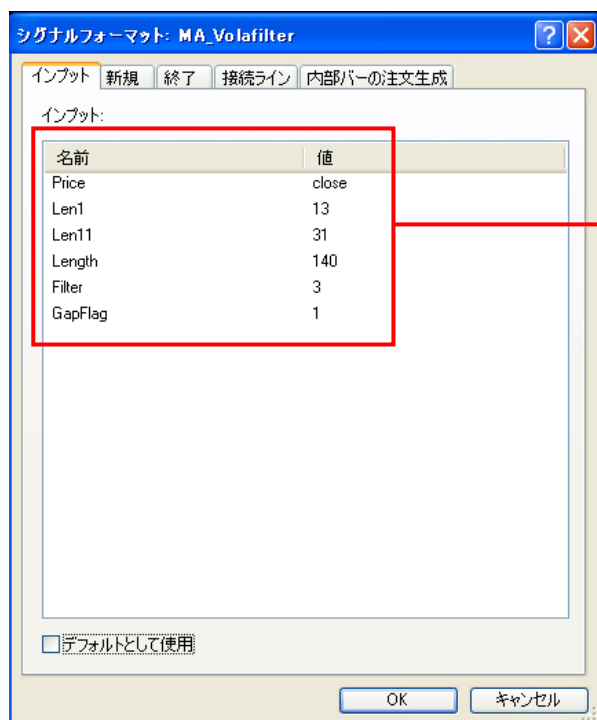 シグナルフォーマット: MA_Volafilter
インプット 新規 終了 接続ライン 内部バーの注文生成
インプット:
名前 値
Price close
Len1 13
Len11 31
Length 140
Filter 3
GapFlag 1
デフォルトとして使用
OK キャンセル